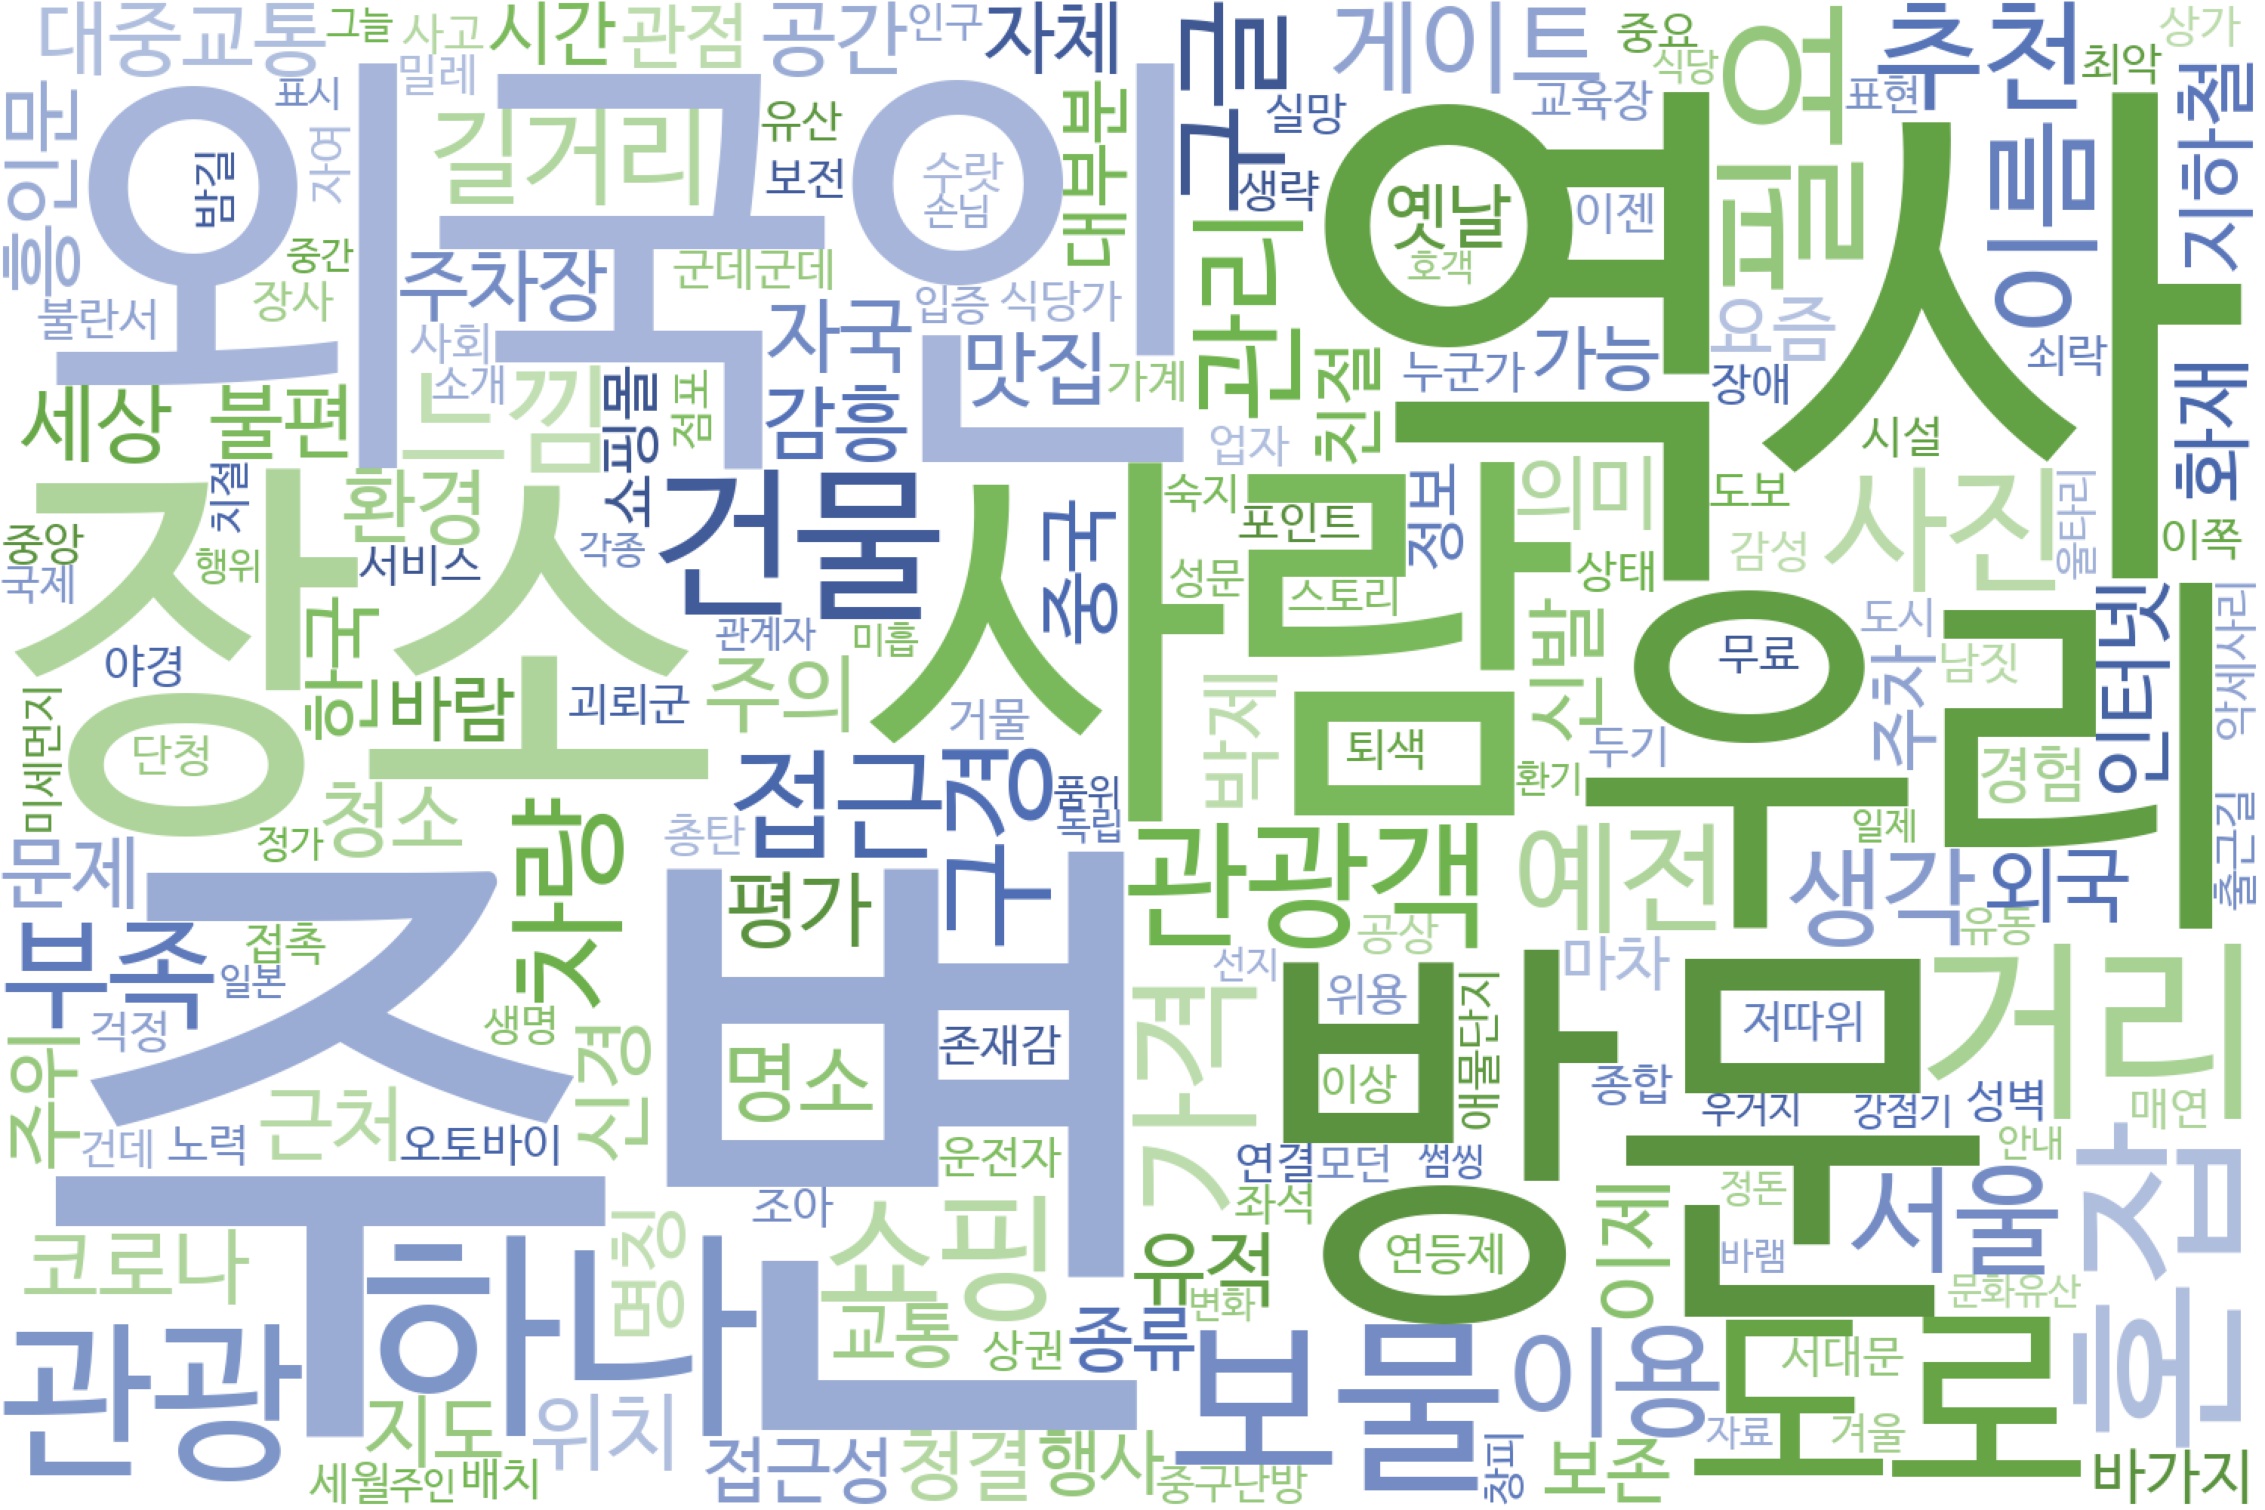 대중교통
그늘
사고
시간
관점
공간
인구
자체
구글
게이트
중요
식당
요
추천
최악
상가
흥인문
표시
밀레
외국인
길거리
유산
보전
대부분
실망
생략
교육장
표현
이름
지하철
밤길
자여
수랏
손님
관리
역사
옛날
호객
이젠
필
요즘
중간
장사
불란서
주차장
군데군데
자국
입증
식당가
사회
소개
맛집
가계
친절
누구가
가능
장애
쇠락
화재
세상
불편
느낌
쇼핑몰
점포
감흥
업자
시설
장소
치절
환경
건물
중국
사람
숙지
포인트
정보
의미
도보
감성
사진
울타리
이쪽
중앙
국제
행위
서비스
각종
성문
스토리
상태
한국
관계자
미흡
신발
우리
무료
도시
남짓
인터넷
악세사리
야경
바람
괴뢰군
주의
거물
박제
퇴색
두기
주차
미세먼지
단청
환기
경험
청소
차량
접근
구경
품위
독립
정가
총탄
일제
출근길
문제
주변
평가
관광객
예전
생각
외국
유동
부족
접촉
일본
공상
선지
마차
걱정
생명
신경
명소
존재감
가격
방문
위용
이상
애물단지
저따위
거리
주위
근처
종합
우거지
강점기
성벽
매연
건데
노력
오토바이
운전자
연결
모던
썸씽
안내
혼잡
조아
좌석
정돈
서울
코로나
명칭
쇼핑
유적
변화
연등제
이제
바램
문화유산
관광
하나
교통
상권
종류
보물
이용
도로
서대문
지도
위치
자료
겨울
세월
주인
배치
접근성
청결
행사
중구난방
창피
보존
바가지